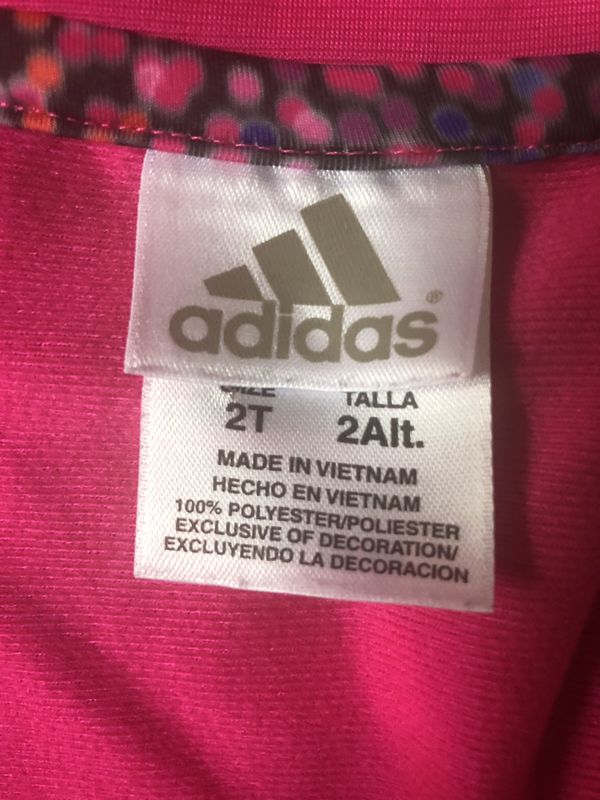 adidas®
SIZE TALLA
2T 2Alt.
MADE IN VIETNAM
HECHO EN VIETNAM
100% POLYESTER/POLIESTER
EXCLUSIVE OF DECORATION/
EXCLUYENDO LA DECORACION